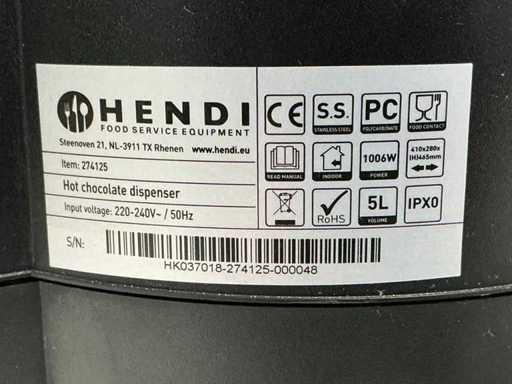 HENDI
FOOD SERVICE EQUIPMENT
Steenoven 21, NL-3911 TX Rhenen www.hendi.eu
Item: 274125
Hot chocolate dispenser
Input voltage: 220-240V~ / 50Hz
S/N:
HK037018-274125-000048
CE
S.S.
STAINLESS STEEL
PC
POLYCARBONATE
FOOD CONTACT
READ MANUAL
INDOOR
1006W
POWER
410x280x
(H)465mm
RoHS
5L
VOLUME
IPX0